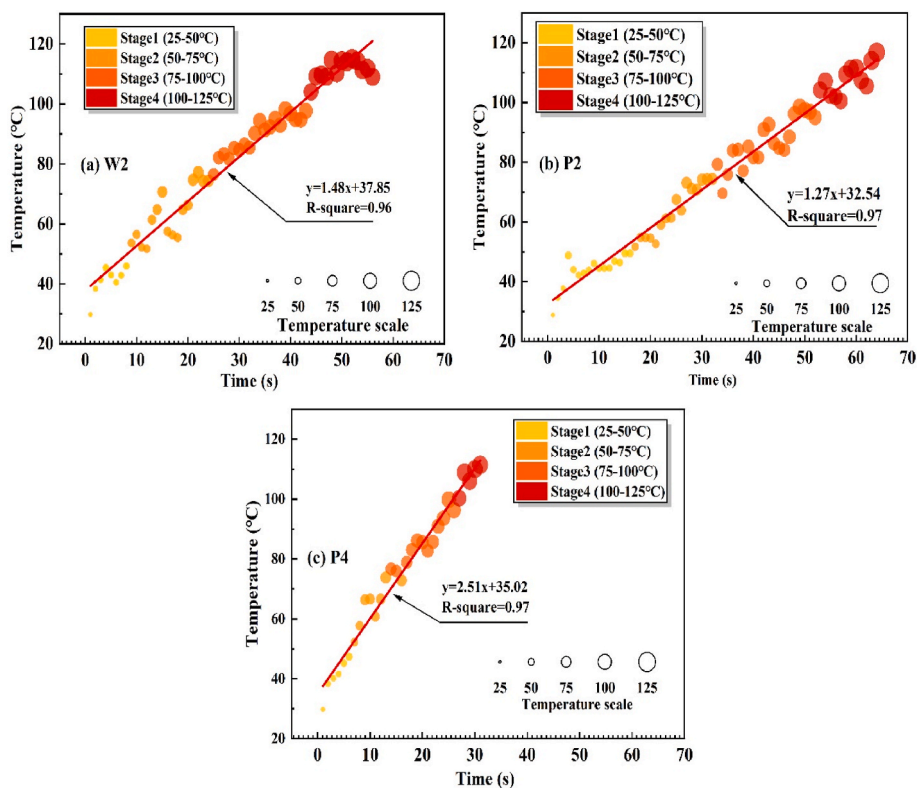 Stage1 (25-50°C)
Stage2 (50-75°C)
Stage3 (75-100°C)
Stage4 (100-125°C)
(a) W2
y=1.48x+37.85
R-square=0.96
25 50 75 100 125
Temperature scale
120
100
80
60
40
20
Temperature (°C)
0 10 20 30 40 50 60 70
Time (s)
Stage1 (25-50°C)
Stage2 (50-75°C)
Stage3 (75-100°C)
Stage4 (100-125°C)
(b) P2
y=1.27x+32.54
R-square=0.97
25 50 75 100 125
Temperature scale
120
100
80
60
40
20
Temperature (°C)
0 10 20 30 40 50 60 70
Time (s)
Stage1 (25-50°C)
Stage2 (50-75°C)
Stage3 (75-100°C)
Stage4 (100-125°C)
(c) P4
y=2.51x+35.02
R-square=0.97
25 50 75 100 125
Temperature scale
120
100
80
60
40
20
Temperature (°C)
0 10 20 30 40 50 60 70
Time (s)